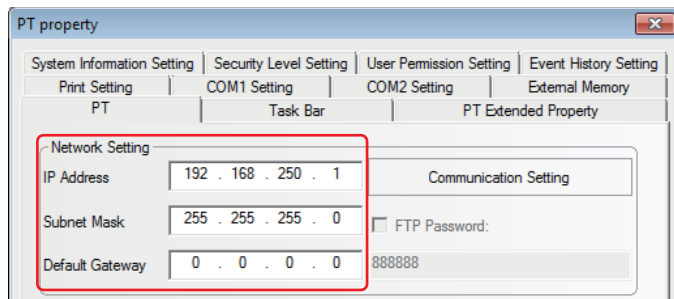 PT property
System Information Setting Security Level Setting User Permission Setting Event History Setting
Print Setting COM1 Setting COM2 Setting External Memory
PT Task Bar PT Extended Property
Network Setting
IP Address 192 . 168 . 250 . 1 Communication Setting
Subnet Mask 255 . 255 . 255 . 0 FTP Password:
Default Gateway 0 . 0 . 0 . 0 888888